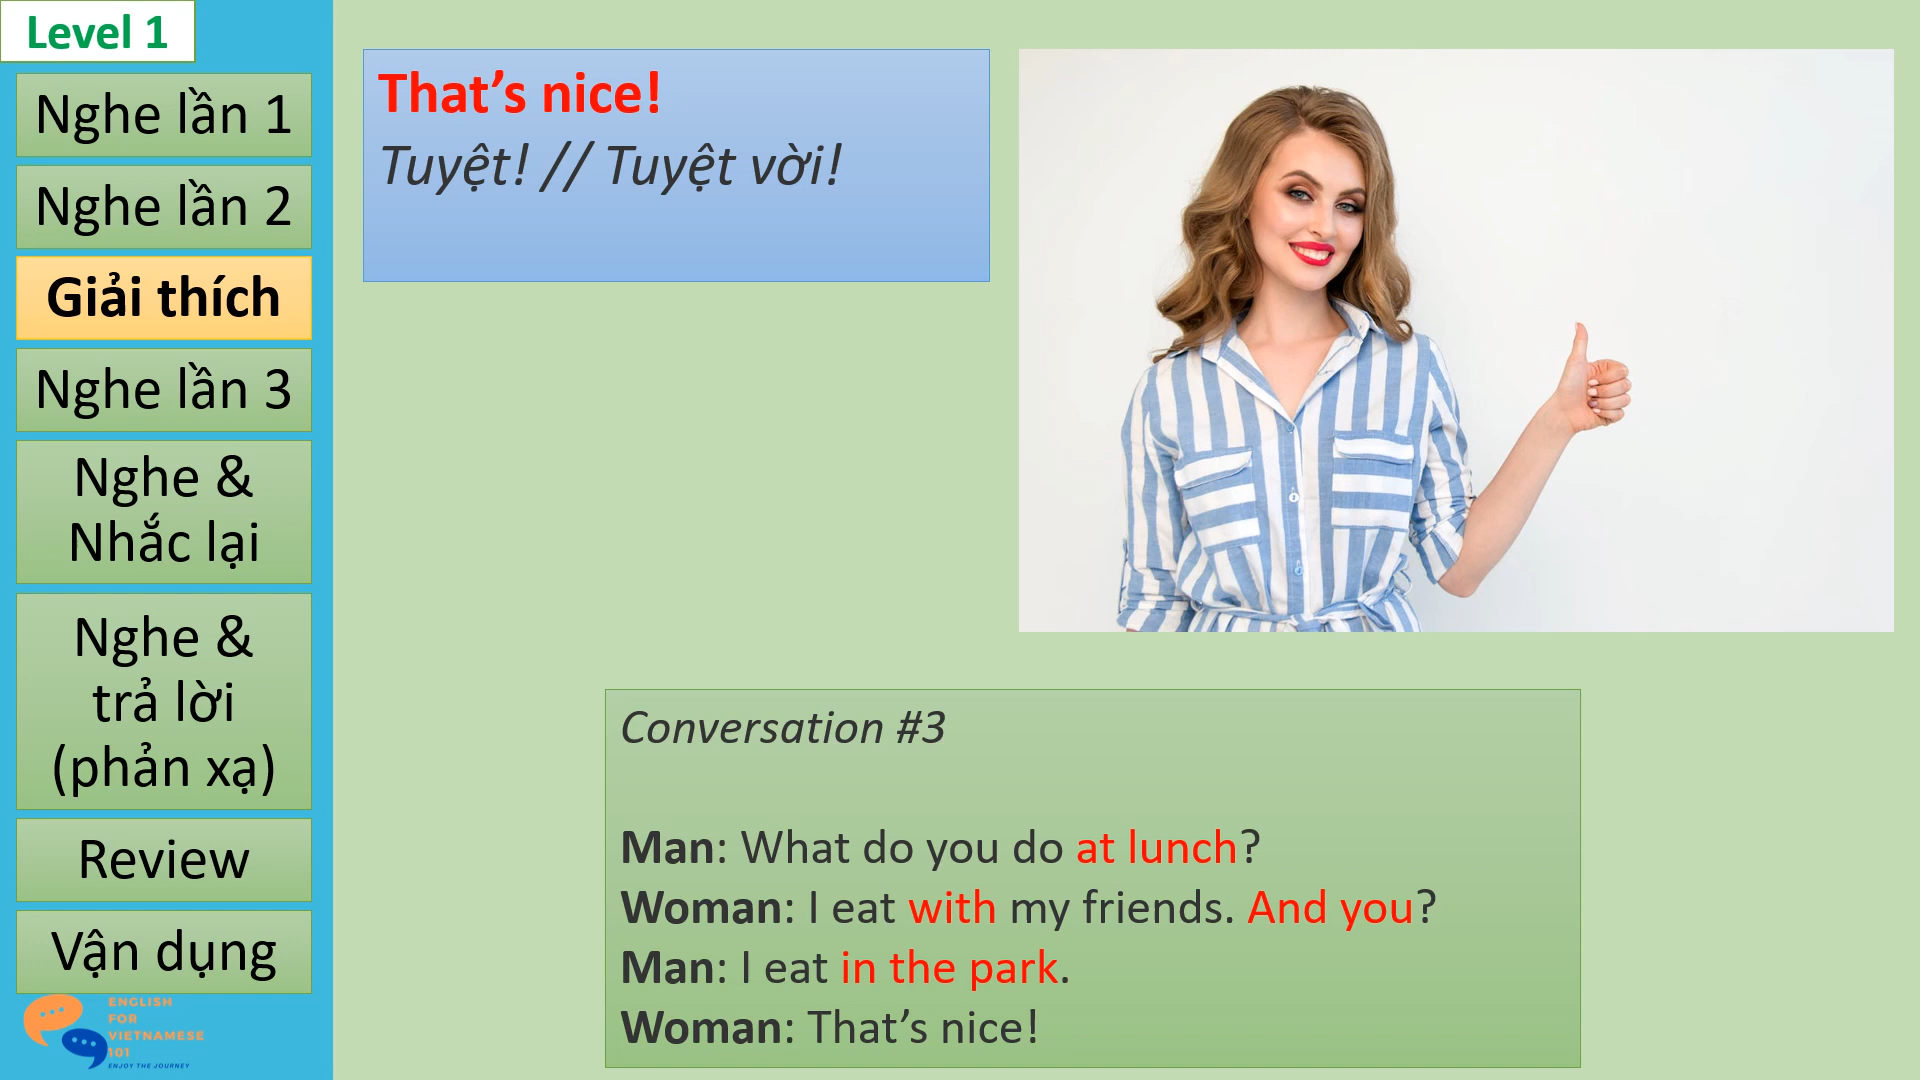 Level 1
Nghe lần 1
Nghe lần 2
Giải thích
Nghe lần 3
Nghe &
Nhắc lại
Nghe &
trả lời
(phản xạ)
Review
Vận dụng
ENGLISH
FOR
VIETNAMESE
101
ENJOY THE JOURNEY
That’s nice!
Tuyệt! // Tuyệt vời!
Conversation #3
Man: What do you do at lunch?
Woman: I eat with my friends. And you?
Man: I eat in the park.
Woman: That’s nice!